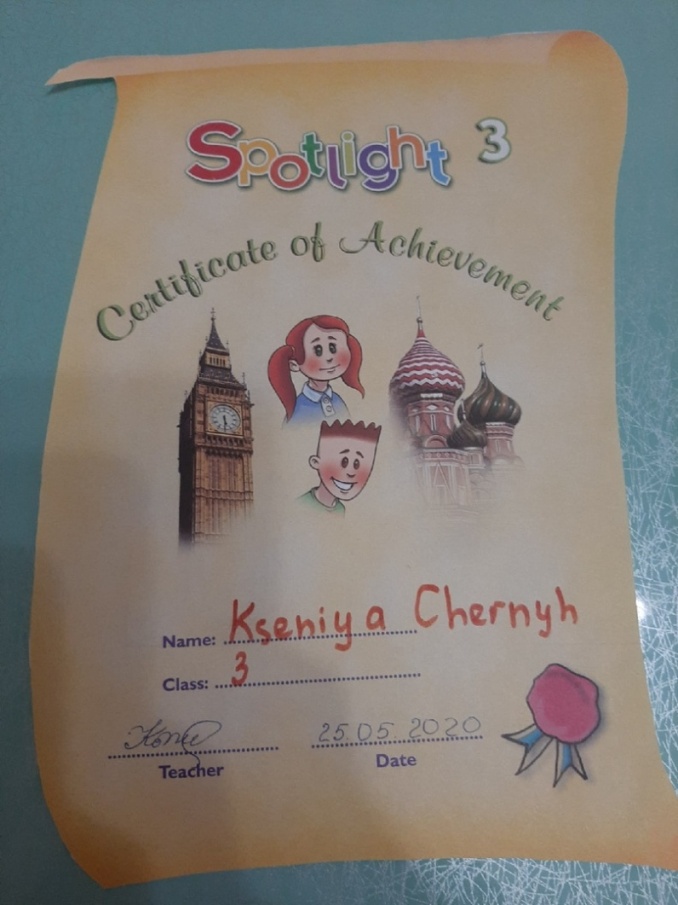 Spotlight 3
Certificate of Achievement
Name: Kseniya Chernyh
Class: 3
25.05.2020
Teacher Date